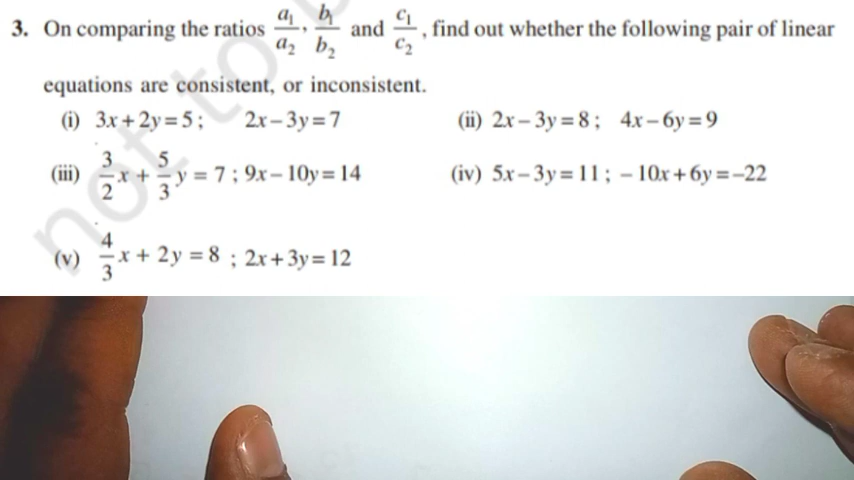 3. On comparing the ratios a₁/a₂, b₁/b₂ and c₁/c₂, find out whether the following pair of linear
equations are consistent, or inconsistent.
(i) 3x + 2y = 5 ; 2x – 3y = 7 (ii) 2x – 3y = 8 ; 4x – 6y = 9
(iii) 3/2 x + 5/3 y = 7 ; 9x – 10y = 14 (iv) 5x – 3y = 11 ; – 10x + 6y = –22
(v) 4/3 x + 2y = 8 ; 2x + 3y = 12
not to b